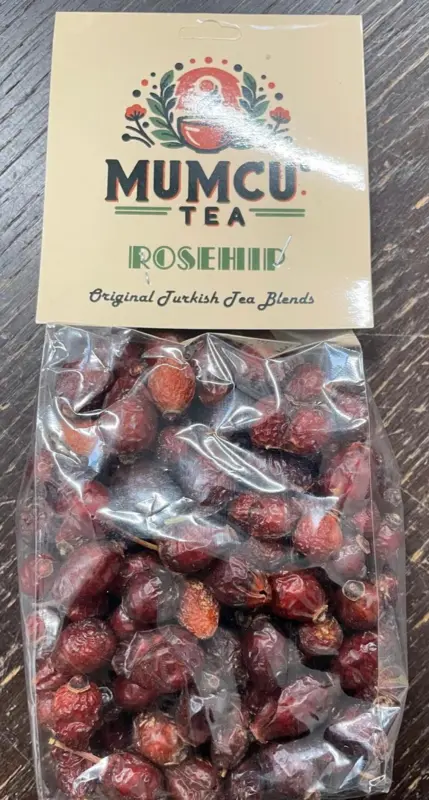 MUMCU
TEA
ROSEHIP
Original Turkish Tea Blends